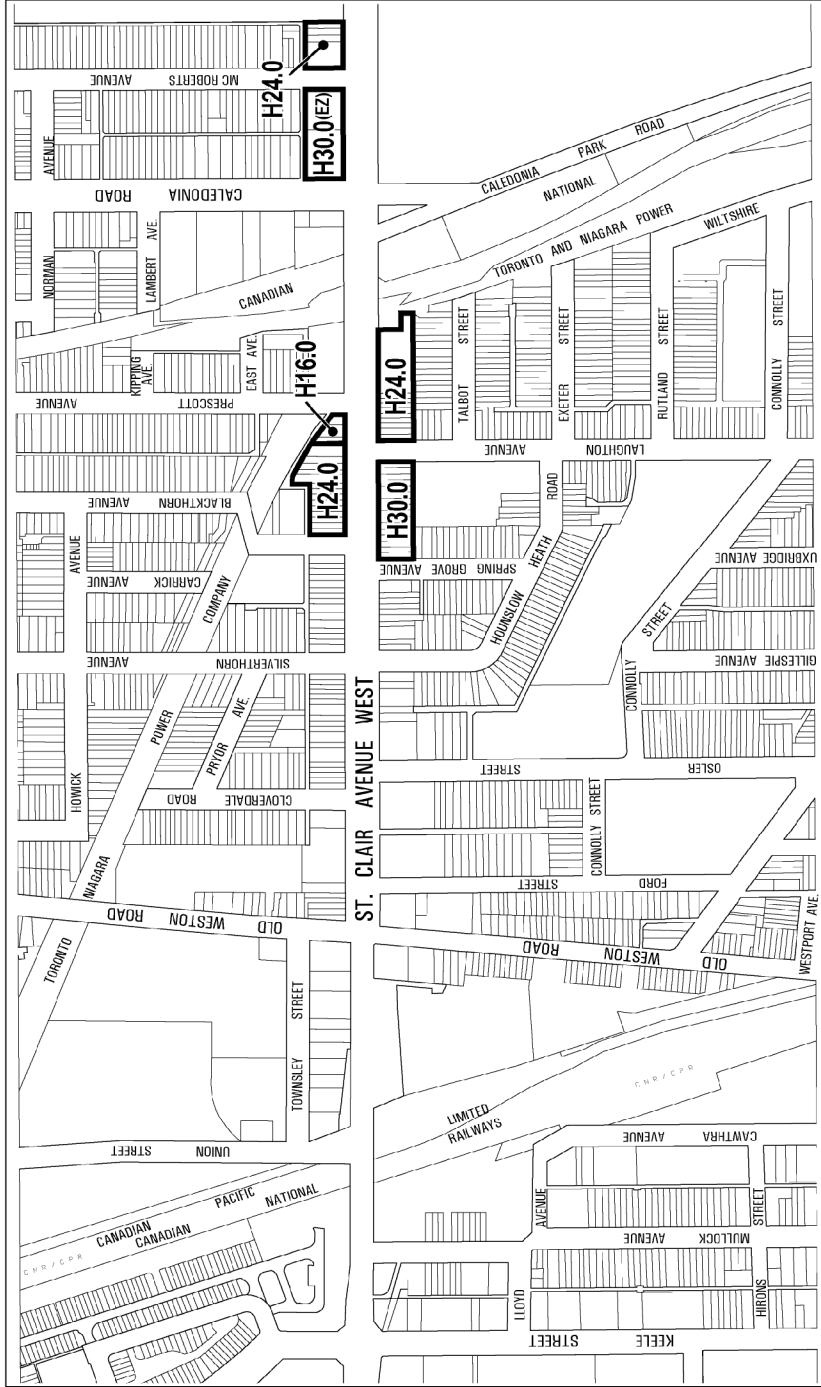 MC ROBERTS AVENUE
H24.0
H30.0(EZ)
CALEDONIA ROAD
NORMAN AVENUE
LAMBERT AVE.
CANADIAN
NATIONAL
CALEDONIA PARK ROAD
TORONTO AND NIAGARA POWER
WILTSHIRE
KIPPING AVE.
EAST AVE.
PRESCOTT AVENUE
H16.0
H24.0
H24.0
H30.0
TALBOT STREET
EXETER STREET
RUTLAND STREET
CONNOLLY STREET
LAUGHTON AVENUE
BLACKTHORN AVENUE
CARRICK AVENUE
COMPANY
SPRING GROVE AVENUE
HOUNSLOW HEATH ROAD
UXBRIDGE AVENUE
SILVERTHORN AVENUE
CONNOLLY STREET
GILLESPIE AVENUE
HOWICK AVENUE
POWER
PRYOR AVE.
CLOVERDALE ROAD
ST. CLAIR AVENUE WEST
OSLER STREET
CONNOLLY STREET
FORD STREET
NIAGARA
TORONTO
OLD WESTON ROAD
OLD WESTON ROAD
WESTPORT AVE.
TOWNSLEY STREET
UNION STREET
LIMITED
RAILWAYS
CNR/CPR
CAWTHRA AVENUE
CANADIAN PACIFIC
CANADIAN NATIONAL
CNR/CPR
MULLOCK AVENUE
LLOYD AVENUE
HIRONS STREET
KEELE STREET